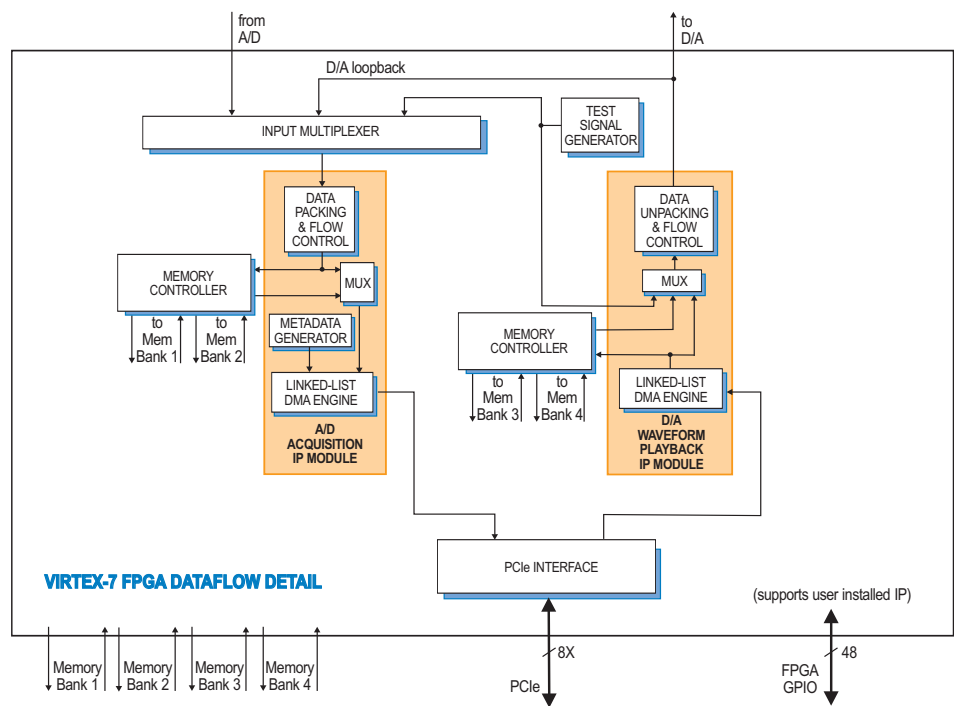 from
A/D
to
D/A
D/A loopback
INPUT MULTIPLEXER
TEST
SIGNAL
GENERATOR
DATA
PACKING
& FLOW
CONTROL
DATA
UNPACKING
& FLOW
CONTROL
MEMORY
CONTROLLER
MUX
MUX
to
Mem
Bank 1
to
Mem
Bank 2
METADATA
GENERATOR
MEMORY
CONTROLLER
LINKED-LIST
DMA ENGINE
to
Mem
Bank 3
to
Mem
Bank 4
LINKED-LIST
DMA ENGINE
A/D
ACQUISITION
IP MODULE
D/A
WAVEFORM
PLAYBACK
IP MODULE
PCIe INTERFACE
VIRTEX-7 FPGA DATAFLOW DETAIL
(supports user installed IP)
Memory
Bank 1
Memory
Bank 2
Memory
Bank 3
Memory
Bank 4
8X
PCIe
48
FPGA
GPIO